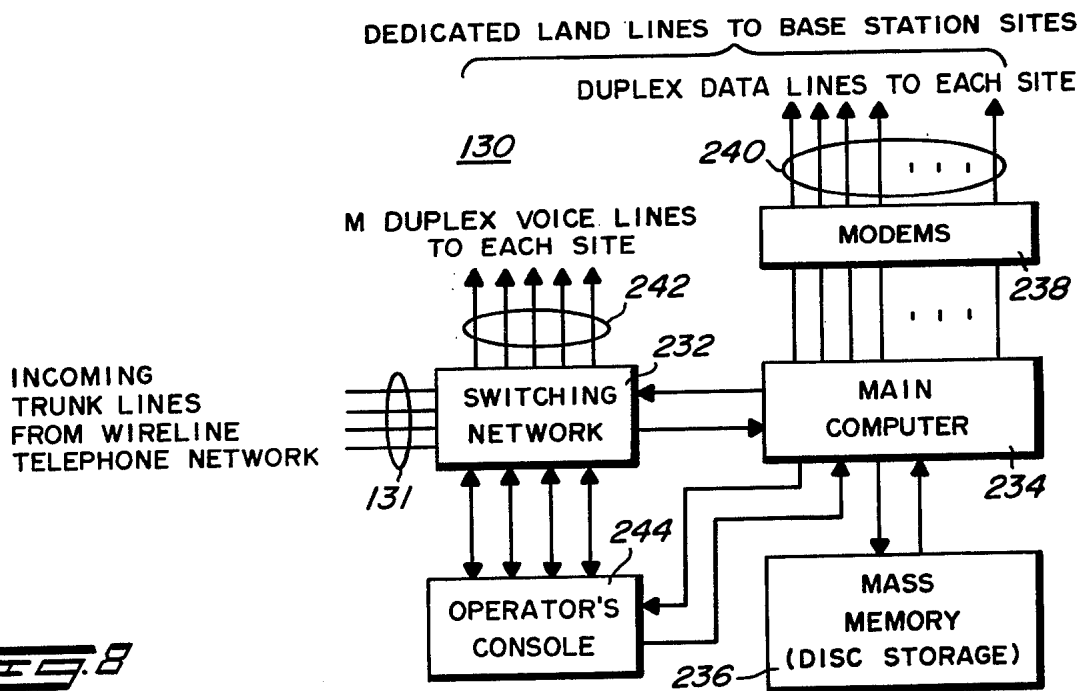 DEDICATED LAND LINES TO BASE STATION SITES
DUPLEX DATA LINES TO EACH SITE
130
240
M DUPLEX VOICE LINES
TO EACH SITE
MODEMS
238
242
232
INCOMING
TRUNK LINES
FROM WIRELINE
TELEPHONE NETWORK
131
SWITCHING
NETWORK
MAIN
COMPUTER
234
244
OPERATOR'S
CONSOLE
MASS
MEMORY
(DISC STORAGE)
236
FIG. 8